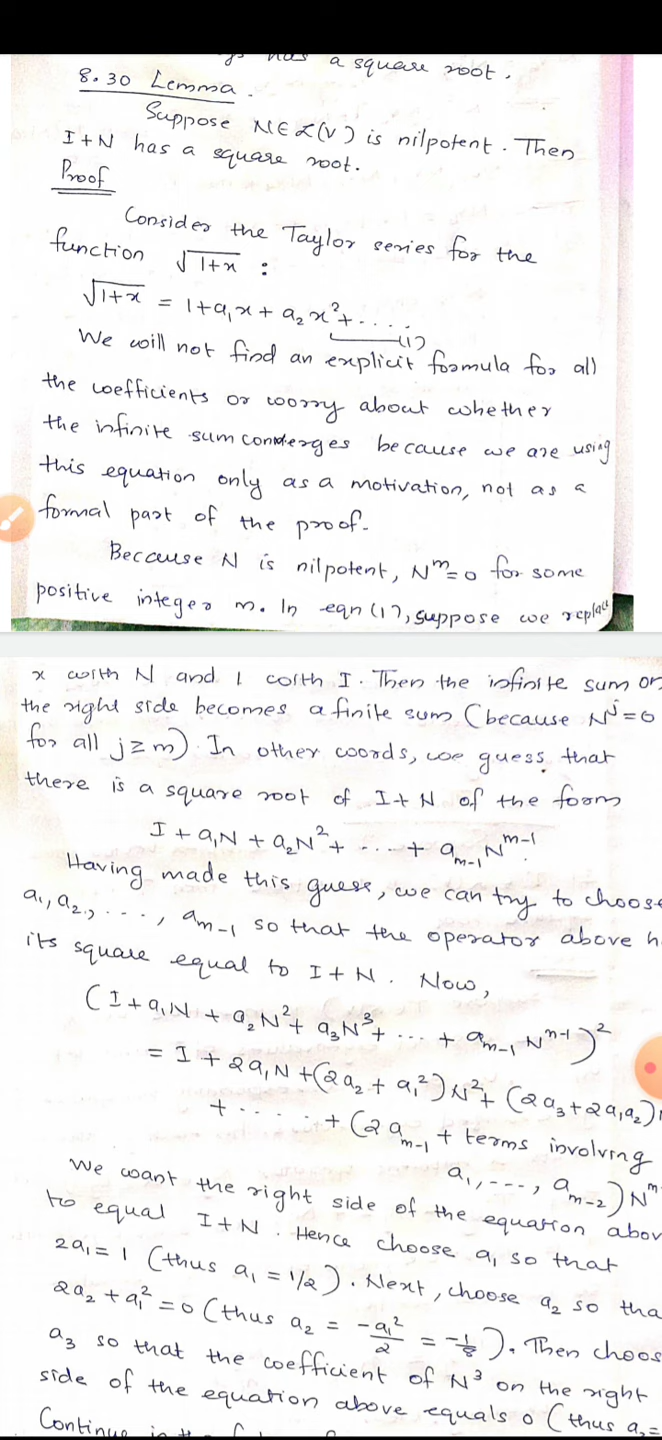 has a square root.
8.30 Lemma.
Suppose N∈ℒ(V) is nilpotent. Then
I+N has a square root.
Proof
Consider the Taylor series for the
function √1+x :
√1+x = 1+a₁x+a₂x²+....
(1)
We will not find an explicit formula for all
the coefficients or worry about whether
the infinite sum converges because we are using
this equation only as a motivation, not as a
formal part of the proof.
Because N is nilpotent, Nᵐ=0 for some
positive integer m. In eqn (1), suppose we replace
x with N and 1 with I. Then the infinite sum on
the right side becomes a finite sum (because Nʲ=0
for all j≥m). In other words, we guess that
there is a square root of I+N of the form
I+a₁N+a₂N²+ ... + aₘ₋₁Nᵐ⁻¹.
Having made this guess, we can try to choose
a₁, a₂, ..., aₘ₋₁ so that the operator above h
its square equal to I+N. Now,
(I+a₁N + a₂N²+ a₃N³+ ... + aₘ₋₁Nᵐ⁻¹)²
= I + 2a₁N +(2a₂+a₁²)N²+ (2a₃+2a₁a₂)
+ ..... + (2aₘ₋₁ + terms involving
a₁, ..., aₘ₋₂)Nᵐ
We want the right side of the equation abov
to equal I+N. Hence choose a₁ so that
2a₁=1 (thus a₁=1/2). Next, choose a₂ so tha
2a₂+a₁²=0 (thus a₂ = -a₁²/2 = -1/8). Then choos
a₃ so that the coefficient of N³ on the right
side of the equation above equals 0 (thus a₃=
Continue in